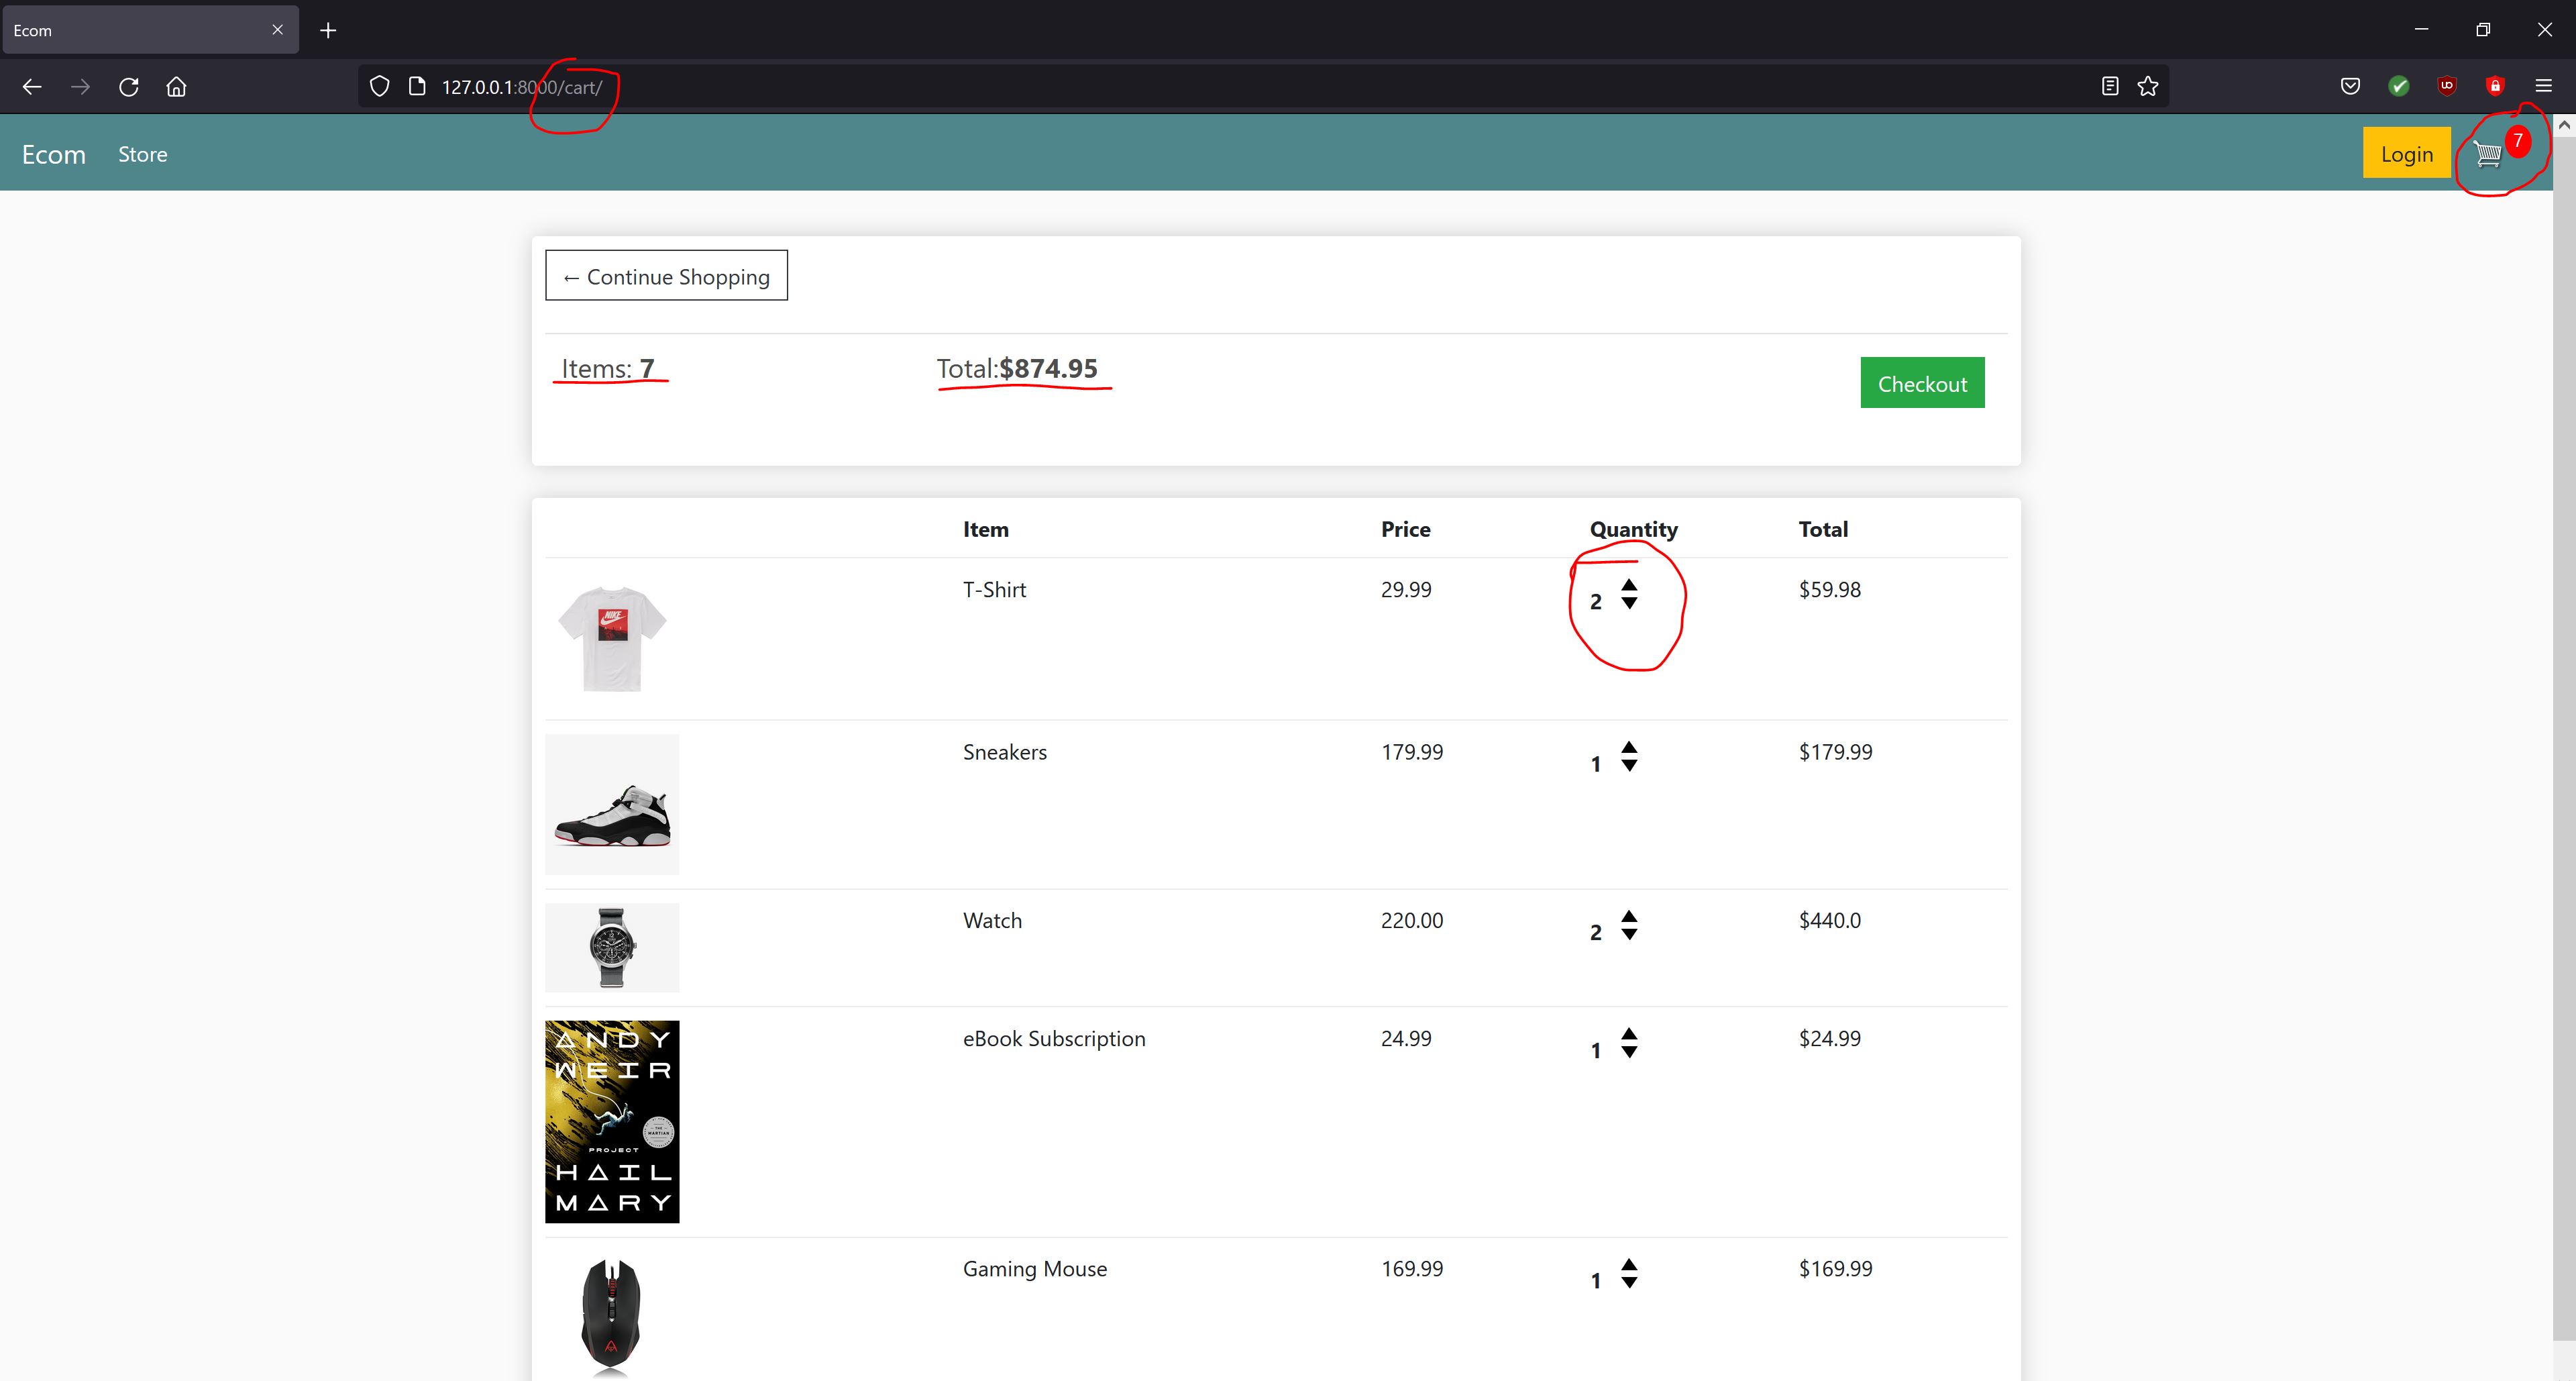 Ecom
127.0.0.1:8000/cart/
Ecom Store Login 7
← Continue Shopping
Items: 7 Total:$874.95 Checkout
Item Price Quantity Total
T-Shirt 29.99 2 $59.98
NIKE
Sneakers 179.99 1 $179.99
Watch 220.00 2 $440.0
eBook Subscription 24.99 1 $24.99
ANDY
WEIR
THE
MARTIAN
PROJECT
HAIL
MARY
Gaming Mouse 169.99 1 $169.99